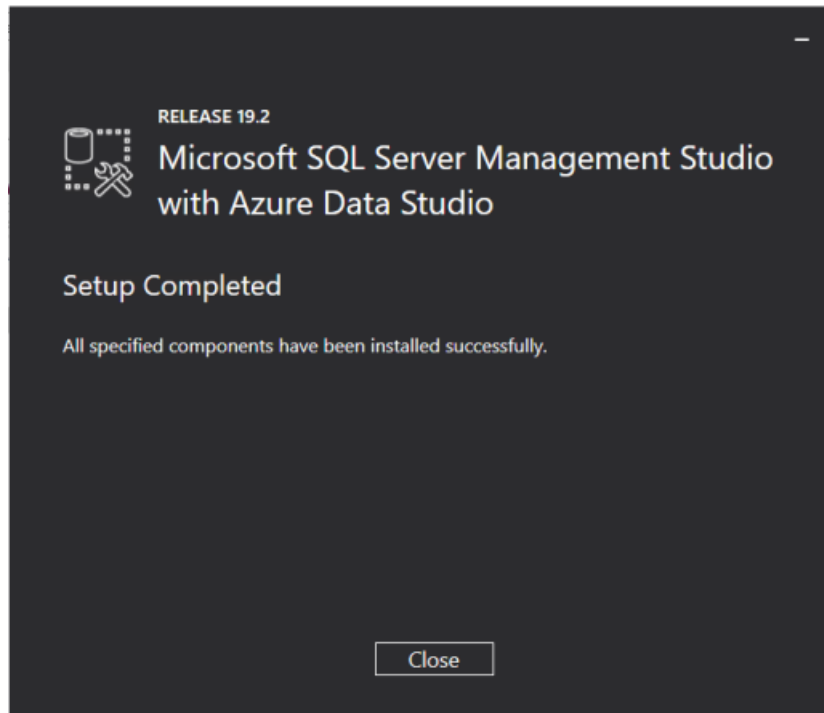 RELEASE 19.2
Microsoft SQL Server Management Studio
with Azure Data Studio
Setup Completed
All specified components have been installed successfully.
Close